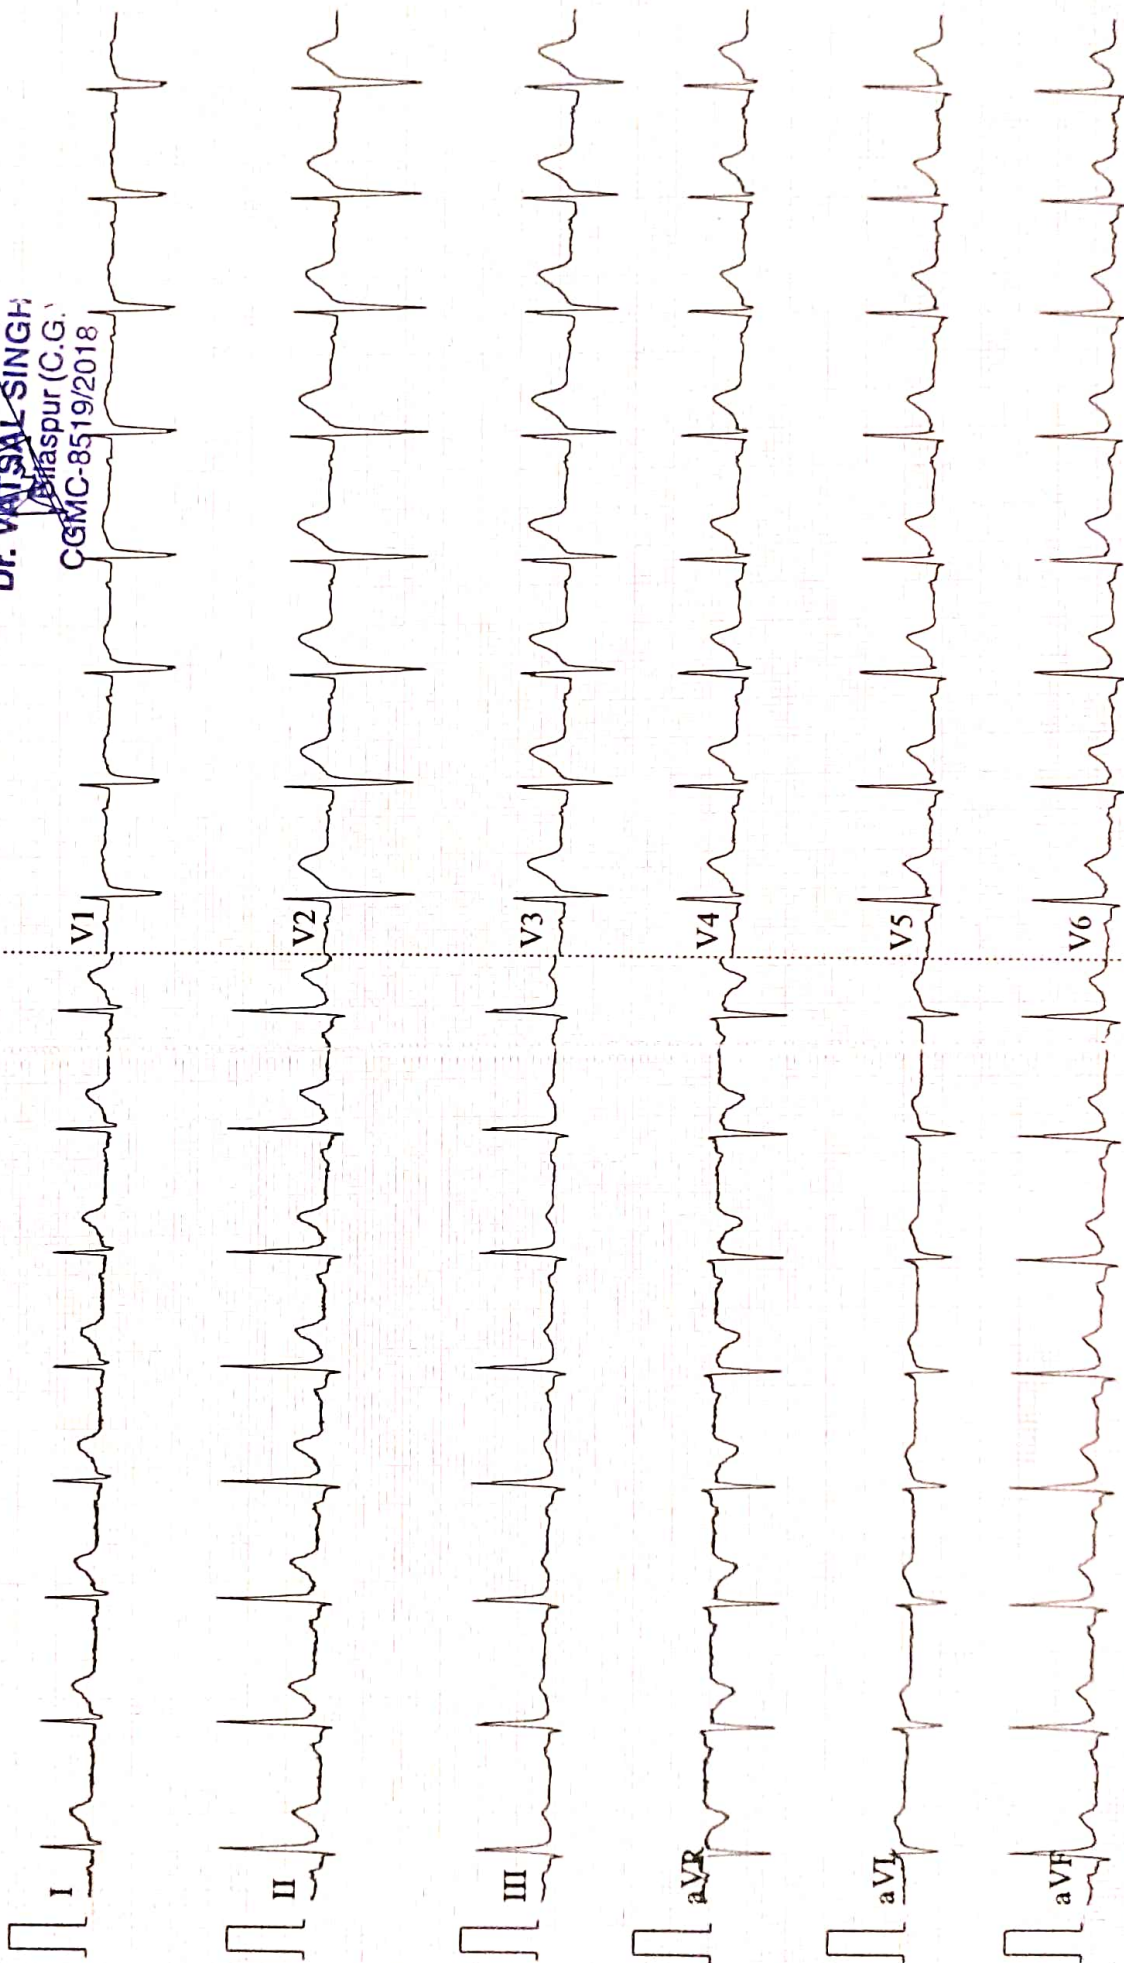 Dr. VATSAL SINGH
Bilaspur (C.G.)
CGMC-8519/2018
I
II
III
aVR
aVL
aVF
V1
V2
V3
V4
V5
V6